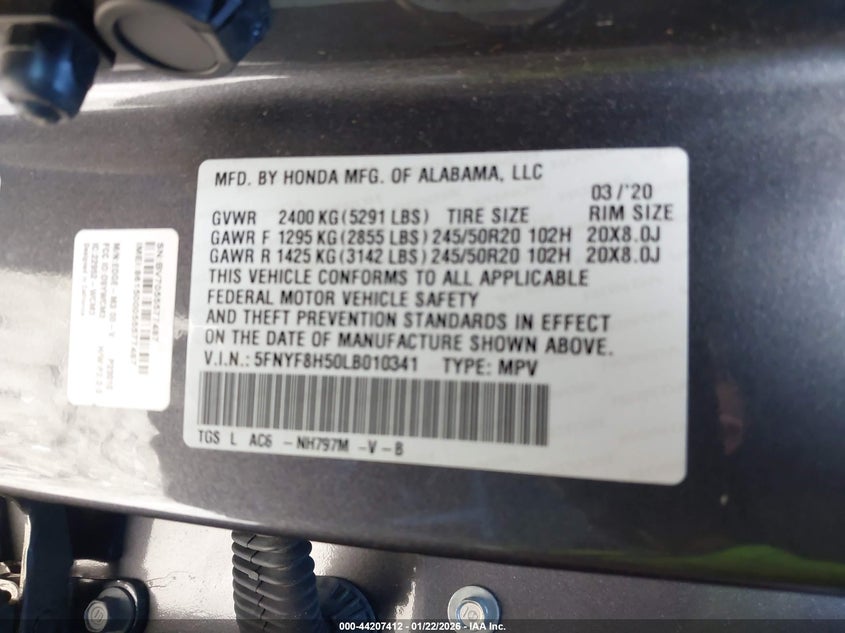 MFD. BY HONDA MFG. OF ALABAMA, LLC
03/'20
GVWR 2400 KG(5291 LBS) TIRE SIZE RIM SIZE
GAWR F 1295 KG(2855 LBS)245/50R20 102H 20X8.0J
GAWR R 1425 KG(3142 LBS)245/50R20 102H 20X8.0J
THIS VEHICLE CONFORMS TO ALL APPLICABLE
FEDERAL MOTOR VEHICLE SAFETY
AND THEFT PREVENTION STANDARDS IN EFFECT
ON THE DATE OF MANUFACTURE SHOWN ABOVE.
V.I.N.: 5FNYF8H50LB010341 TYPE: MPV
TGS L AC6 -NH797M -V-B
000-44207412 - 01/22/2026 - IAA Inc.